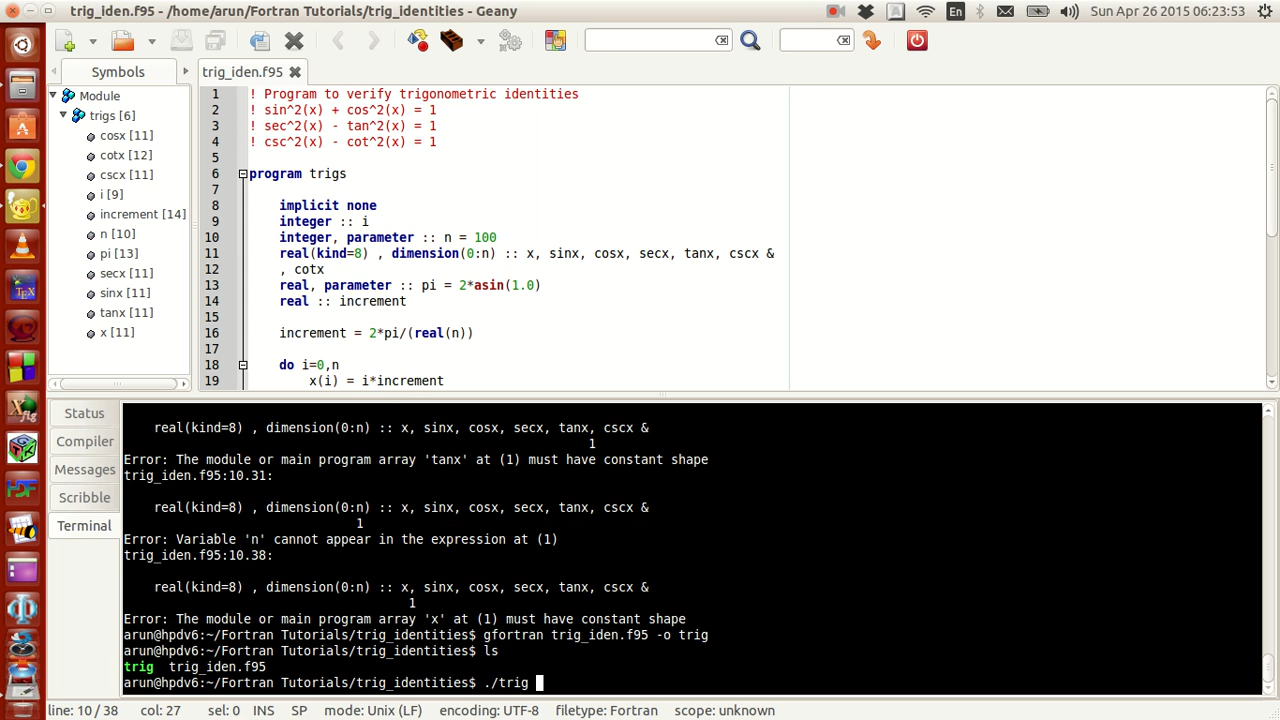 trig_iden.f95 - /home/arun/Fortran Tutorials/trig_identities - Geany
En
Sun Apr 26 2015 06:23:53
Symbols
trig_iden.f95
Module
trigs [6]
cosx [11]
cotx [12]
cscx [11]
i [9]
increment [14]
n [10]
pi [13]
secx [11]
sinx [11]
tanx [11]
x [11]
1 ! Program to verify trigonometric identities
2 ! sin^2(x) + cos^2(x) = 1
3 ! sec^2(x) - tan^2(x) = 1
4 ! csc^2(x) - cot^2(x) = 1
5
6 program trigs
7
8 implicit none
9 integer :: i
10 integer, parameter :: n = 100
11 real(kind=8) , dimension(0:n) :: x, sinx, cosx, secx, tanx, cscx &
12 , cotx
13 real, parameter :: pi = 2*asin(1.0)
14 real :: increment
15
16 increment = 2*pi/(real(n))
17
18 do i=0,n
19 x(i) = i*increment
Status
Compiler
Messages
Scribble
Terminal
real(kind=8) , dimension(0:n) :: x, sinx, cosx, secx, tanx, cscx &
1
Error: The module or main program array 'tanx' at (1) must have constant shape
trig_iden.f95:10.31:
real(kind=8) , dimension(0:n) :: x, sinx, cosx, secx, tanx, cscx &
1
Error: Variable 'n' cannot appear in the expression at (1)
trig_iden.f95:10.38:
real(kind=8) , dimension(0:n) :: x, sinx, cosx, secx, tanx, cscx &
1
Error: The module or main program array 'x' at (1) must have constant shape
arun@hpdv6:~/Fortran Tutorials/trig_identities$ gfortran trig_iden.f95 -o trig
arun@hpdv6:~/Fortran Tutorials/trig_identities$ ls
trig trig_iden.f95
arun@hpdv6:~/Fortran Tutorials/trig_identities$ ./trig
line: 10 / 38 col: 27 sel: 0 INS SP mode: Unix (LF) encoding: UTF-8 filetype: Fortran scope: unknown